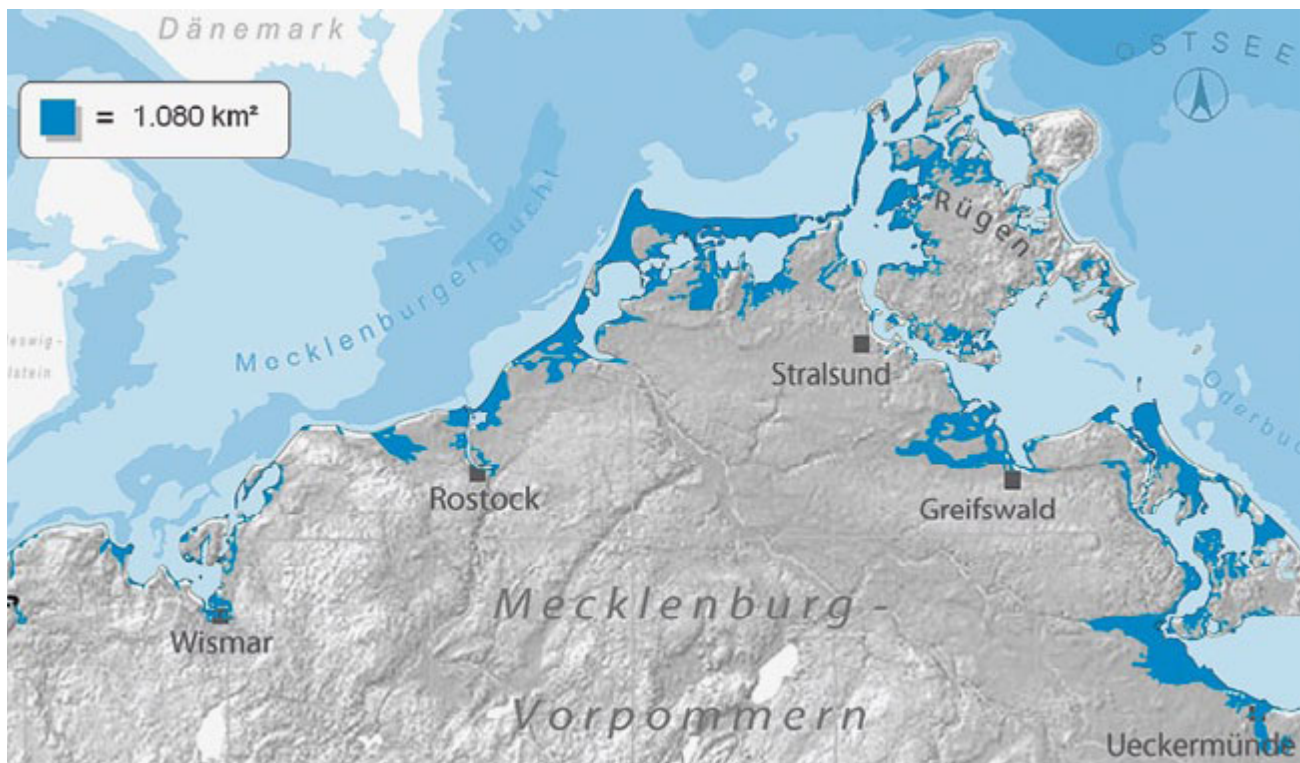 Dänemark
OSTSEE
= 1.080 km²
Rügen
Mecklenburger Bucht
Stralsund
Rostock
Greifswald
Mecklenburg -
Wismar
Vorpommern
Ueckermünde